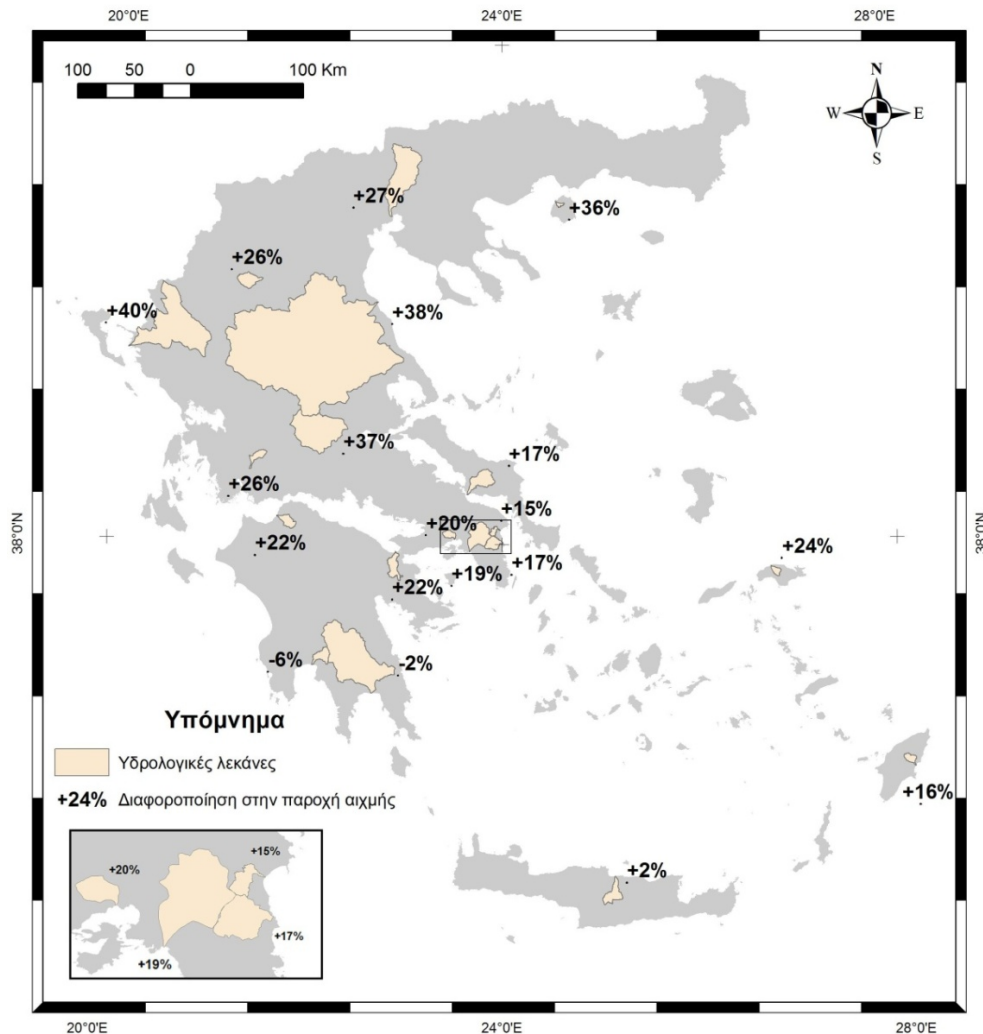 20°0'E 24°0'E 28°0'E
100 50 0 100 Km
N
W E
S
+27%
+36%
+26%
+40%
+38%
+37%
+17%
+26%
+15%
+20%
38°0'N 38°0'N
+22%
+24%
+19% +17%
+22%
-6% -2%
Υπόμνημα
Υδρολογικές λεκάνες
+24% Διαφοροποίηση στην παροχή αιχμής
+16%
+15%
+20%
+2%
+17%
+19%
20°0'E 24°0'E 28°0'E